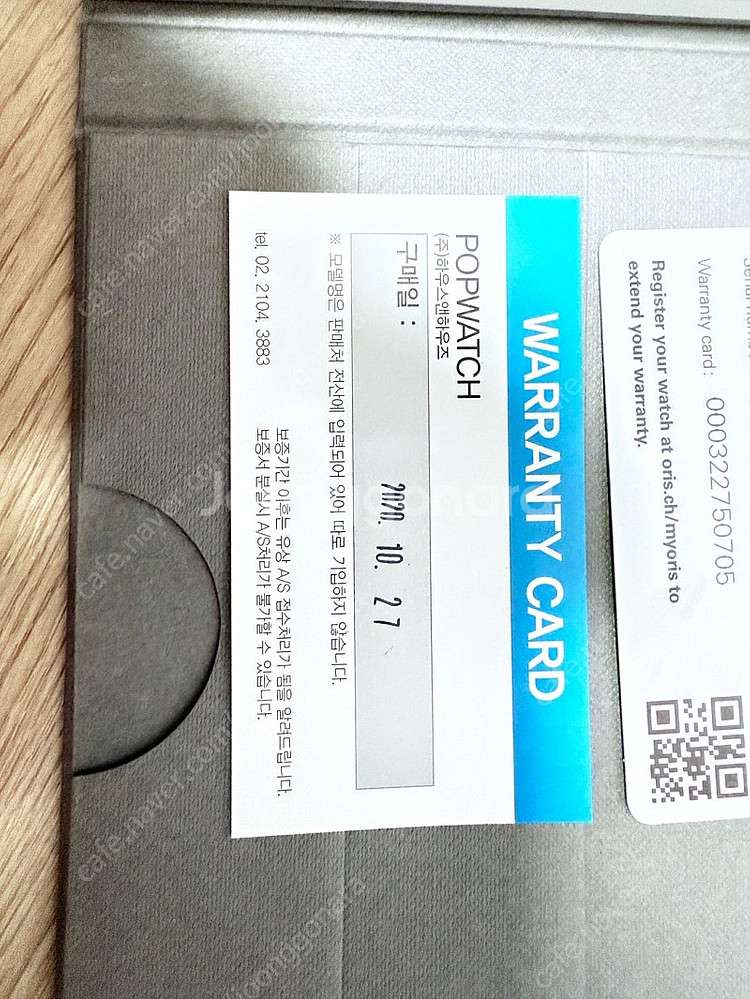 WARRANTY CARD
POPWATCH
(주)하우스앤하우즈
구매일 : 2020. 10. 27
※ 모델명은 판매처 전산에 입력되어 있어 따로 기입하지 않습니다.
보증기간 이후는 유상 A/S 접수처리가 됨을 알려드립니다.
tel. 02. 2104. 3883 보증서 분실시 A/S처리가 불가할 수 있습니다.
Warranty card: 000322750705
Register your watch at oris.ch/myoris to
extend your warranty.
Joonggonara
cafe.naver.com/joonggonara